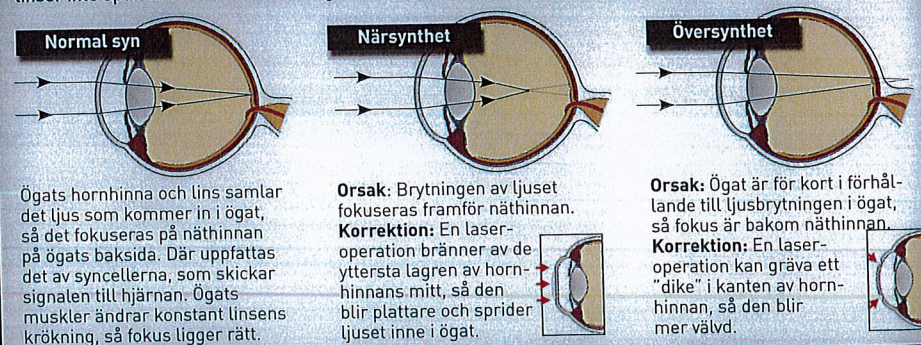 Normal syn
Ögats hornhinna och lins samlar
det ljus som kommer in i ögat,
så det fokuseras på näthinnan
på ögats baksida. Där uppfattas
det av syncellerna, som skickar
signalen till hjärnan. Ögats
muskler ändrar konstant linsens
krökning, så fokus ligger rätt.
Närsynthet
Orsak: Brytningen av ljuset
fokuseras framför näthinnan.
Korrektion: En laser-
operation bränner av de
yttersta lagren av horn-
hinnans mitt, så den
blir plattare och sprider
ljuset inne i ögat.
Översynthet
Orsak: Ögat är för kort i förhål-
lande till ljusbrytningen i ögat,
så fokus är bakom näthinnan.
Korrektion: En laser-
operation kan gräva ett
"dike" i kanten av horn-
hinnan, så den blir
mer välvd.